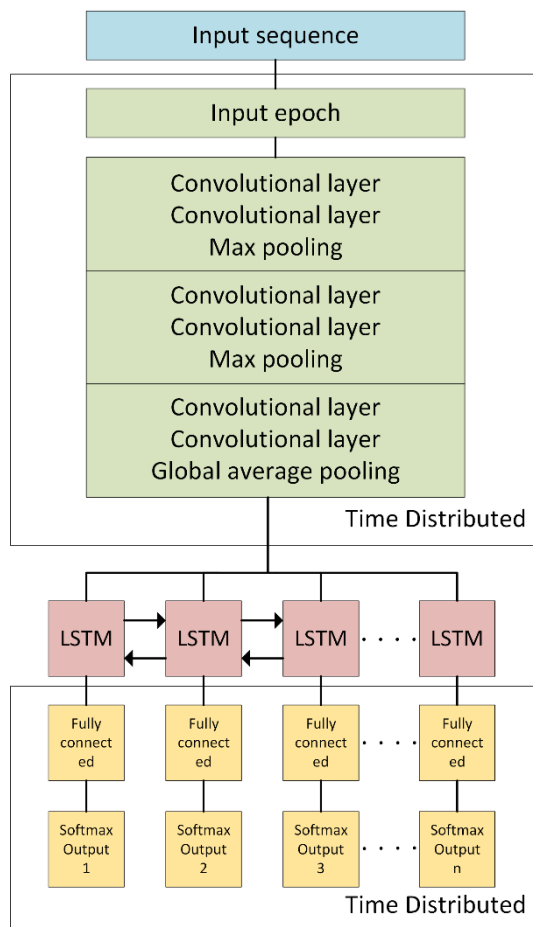 Input sequence
Input epoch
Convolutional layer
Convolutional layer
Max pooling
Convolutional layer
Convolutional layer
Max pooling
Convolutional layer
Convolutional layer
Global average pooling
Time Distributed
LSTM LSTM LSTM . . . . LSTM
Fully Fully Fully Fully
connect connect connect . . . . connect
ed ed ed ed
Softmax Softmax Softmax Softmax
Output Output Output . . . . Output
1 2 3 n
Time Distributed